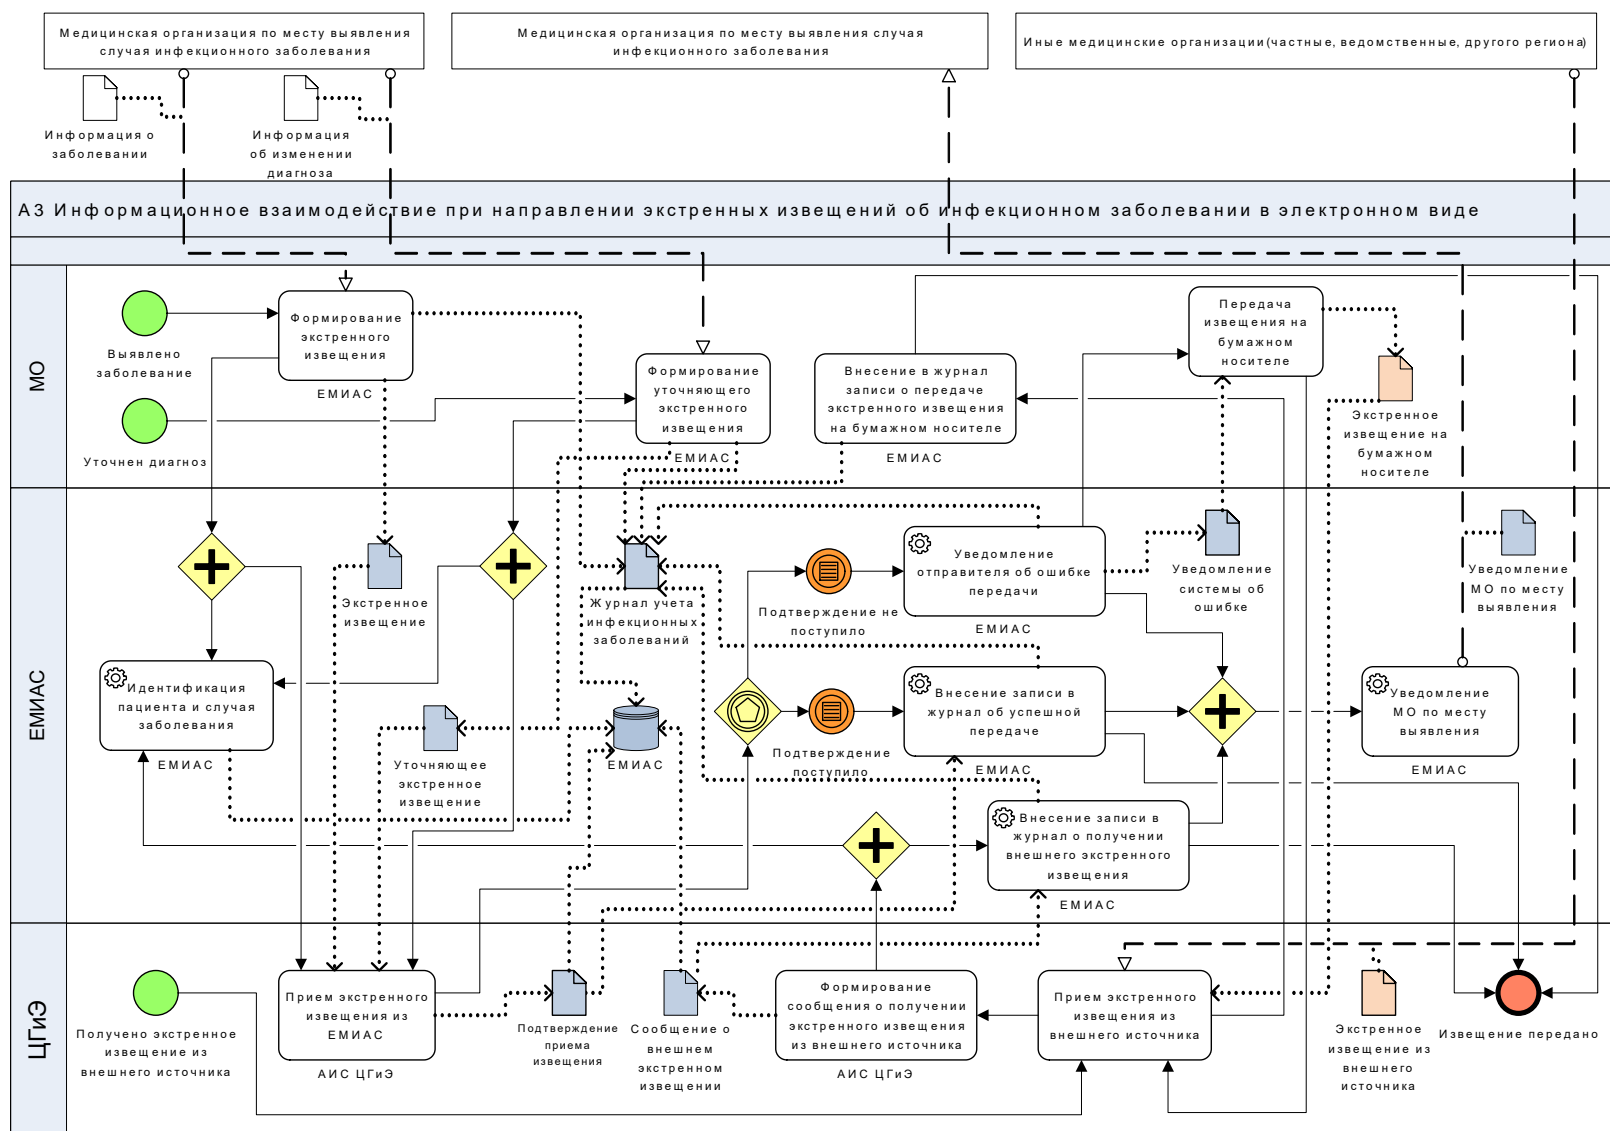 Медицинская организация по месту выявления
случая инфекционного заболевания
Медицинская организация по месту выявления случая
инфекционного заболевания
Иные медицинские организации(частные, ведомственные, другого региона)
Информация о
заболевании
Информация
об изменении
диагноза
А3 Информационное взаимодействие при направлении экстренных извещений об инфекционном заболевании в электронном виде
МО
Выявлено
заболевание
Формирование
экстренного
извещения
ЕМИАС
Уточнен диагноз
Формирование
уточняющего
экстренного
извещения
ЕМИАС
Внесение в журнал
записи о передаче
экстренного извещения
на бумажном носителе
ЕМИАС
Передача
извещения на
бумажном
носителе
Экстренное
извещение на
бумажном
носителе
ЕМИАС
Экстренное
извещение
Журнал учета
инфекционных
заболеваний
Подтверждение не
поступило
Уведомление
отправителя об ошибке
передачи
ЕМИАС
Уведомление
системы об
ошибке
Уведомление
МО по месту
выявления
Идентификация
пациента и случая
заболевания
ЕМИАС
Уточняющее
экстренное
извещение
ЕМИАС
Подтверждение
поступило
Внесение записи в
журнал об успешной
передаче
ЕМИАС
Уведомление
МО по месту
выявления
ЕМИАС
Внесение записи в
журнал о получении
внешнего экстренного
извещения
ЕМИАС
ЦГиЭ
Получено экстренное
извещение из
внешнего источника
Прием экстренного
извещения из
ЕМИАС
АИС ЦГиЭ
Подтверждение
приема
извещения
Сообщение о
внешнем
экстренном
извещении
Формирование
сообщения о получении
экстренного извещения
из внешнего источника
АИС ЦГиЭ
Прием экстренного
извещения из
внешнего
источника
Экстренное
извещение из
внешнего
источника
Извещение передано